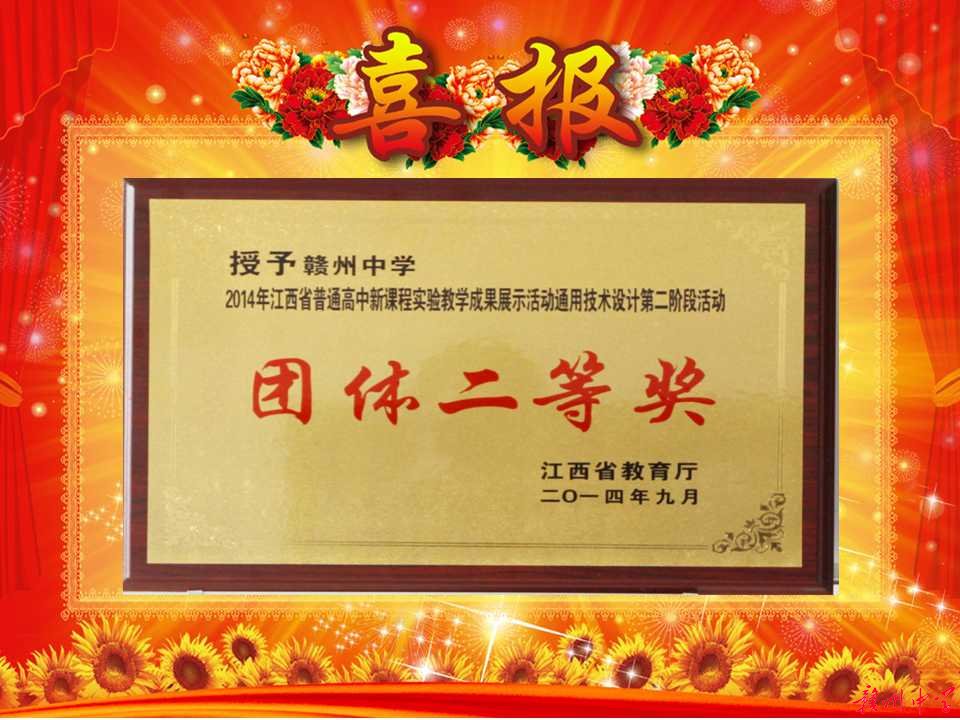 喜报
授予赣州中学
2014年江西省普通高中新课程实验教学成果展示活动通用技术设计第二阶段活动
团体二等奖
江西省教育厅
二〇一四年九月
赣州中学